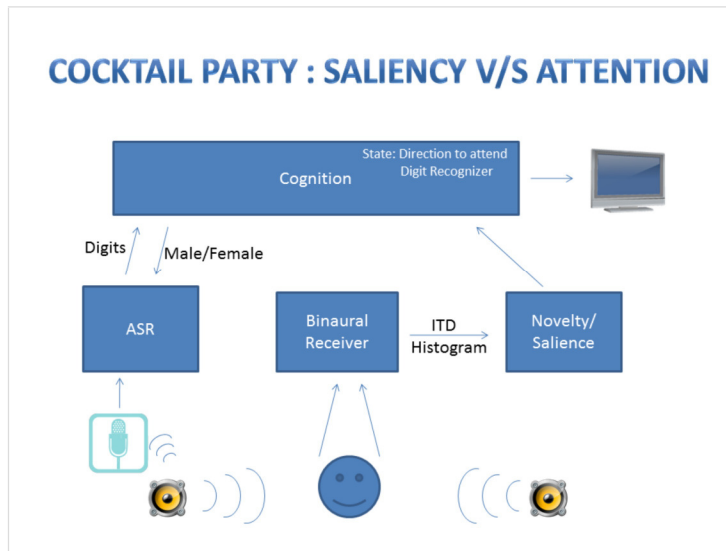 COCKTAIL PARTY : SALIENCY V/S ATTENTION
State: Direction to attend
Digit Recognizer
Cognition
Digits
Male/Female
ASR
Binaural
Receiver
ITD
Histogram
Novelty/
Salience